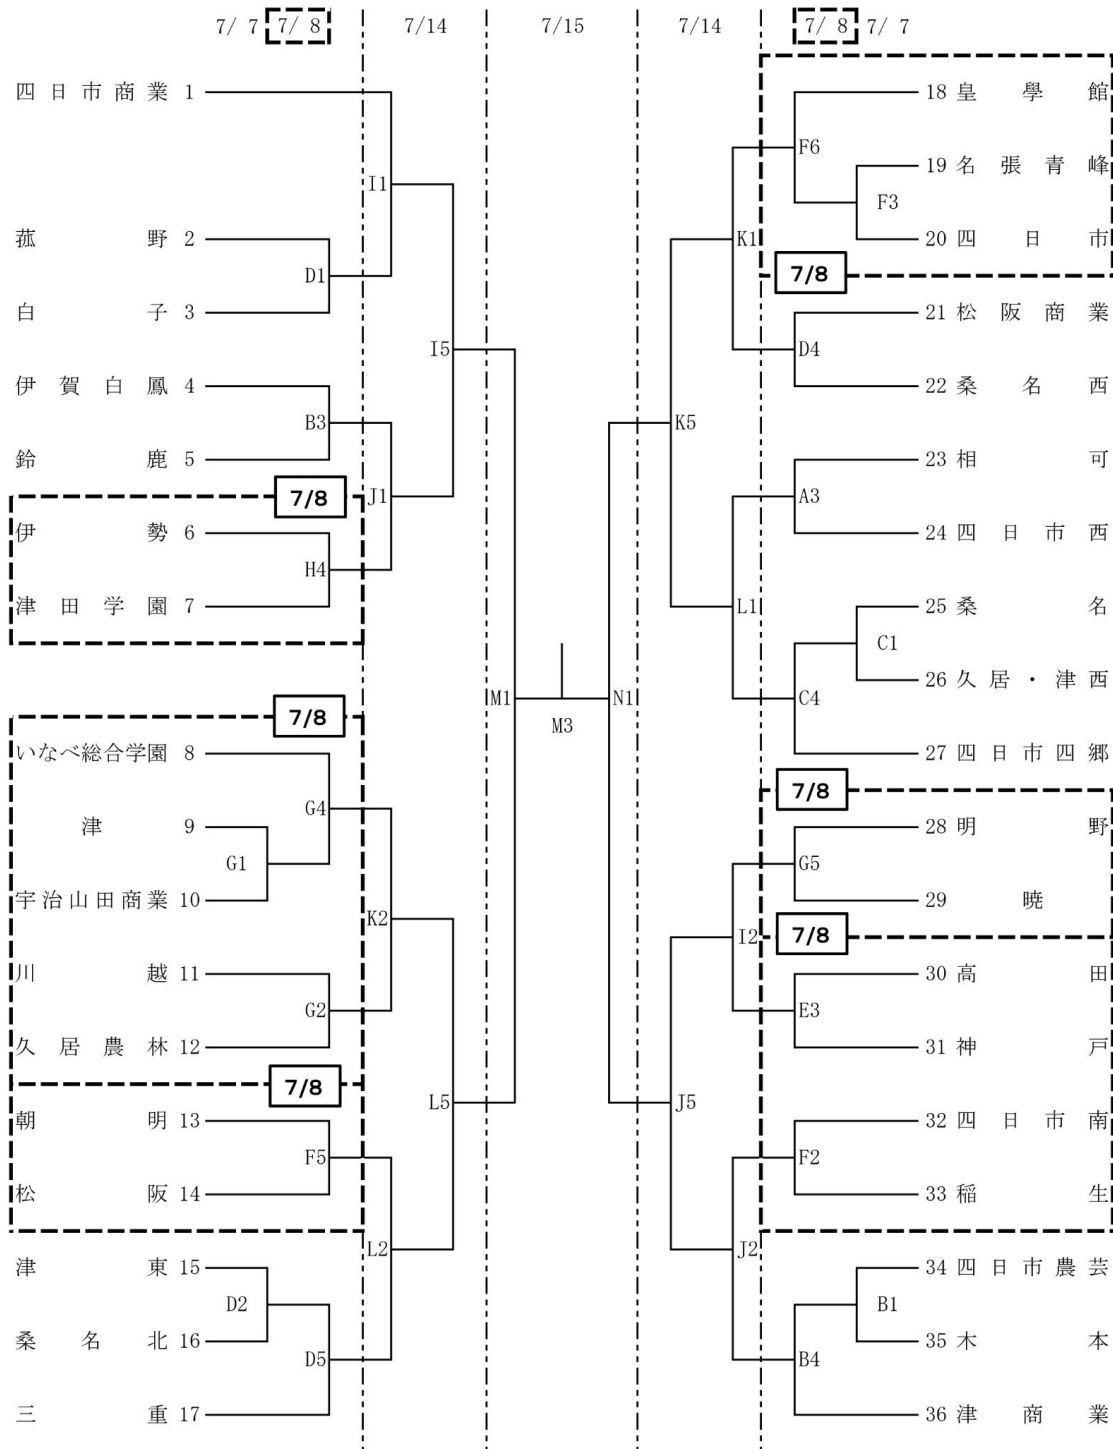 7/ 7 7/ 8 7/14 7/15 7/14 7/ 8 7/ 7
四日市商業 1
18 皇學館
F6
19 名張青峰
I1
F3
菰野 2
K1
20 四日市
D1
7/8
白子 3
21 松阪商業
I5
D4
伊賀白鳳 4
22 桑名西
B3
K5
鈴鹿 5
23 相可
7/8
J1
A3
伊勢 6
24 四日市西
H4
津田学園 7
L1
25 桑名
C1
26 久居・津西
M1
N1
C4
7/8
M3
いなべ総合学園 8
27 四日市四郷
7/8
G4
津 9
28 明野
G1
G5
宇治山田商業 10
29 暁
K2
I2
7/8
川越 11
30 高田
G2
E3
久居農林 12
31 神戸
7/8
L5
J5
朝明 13
32 四日市南
F5
F2
松阪 14
33 稲生
L2
J2
津東 15
34 四日市農芸
D2
B1
桑名北 16
35 木本
D5
B4
三重 17
36 津商業